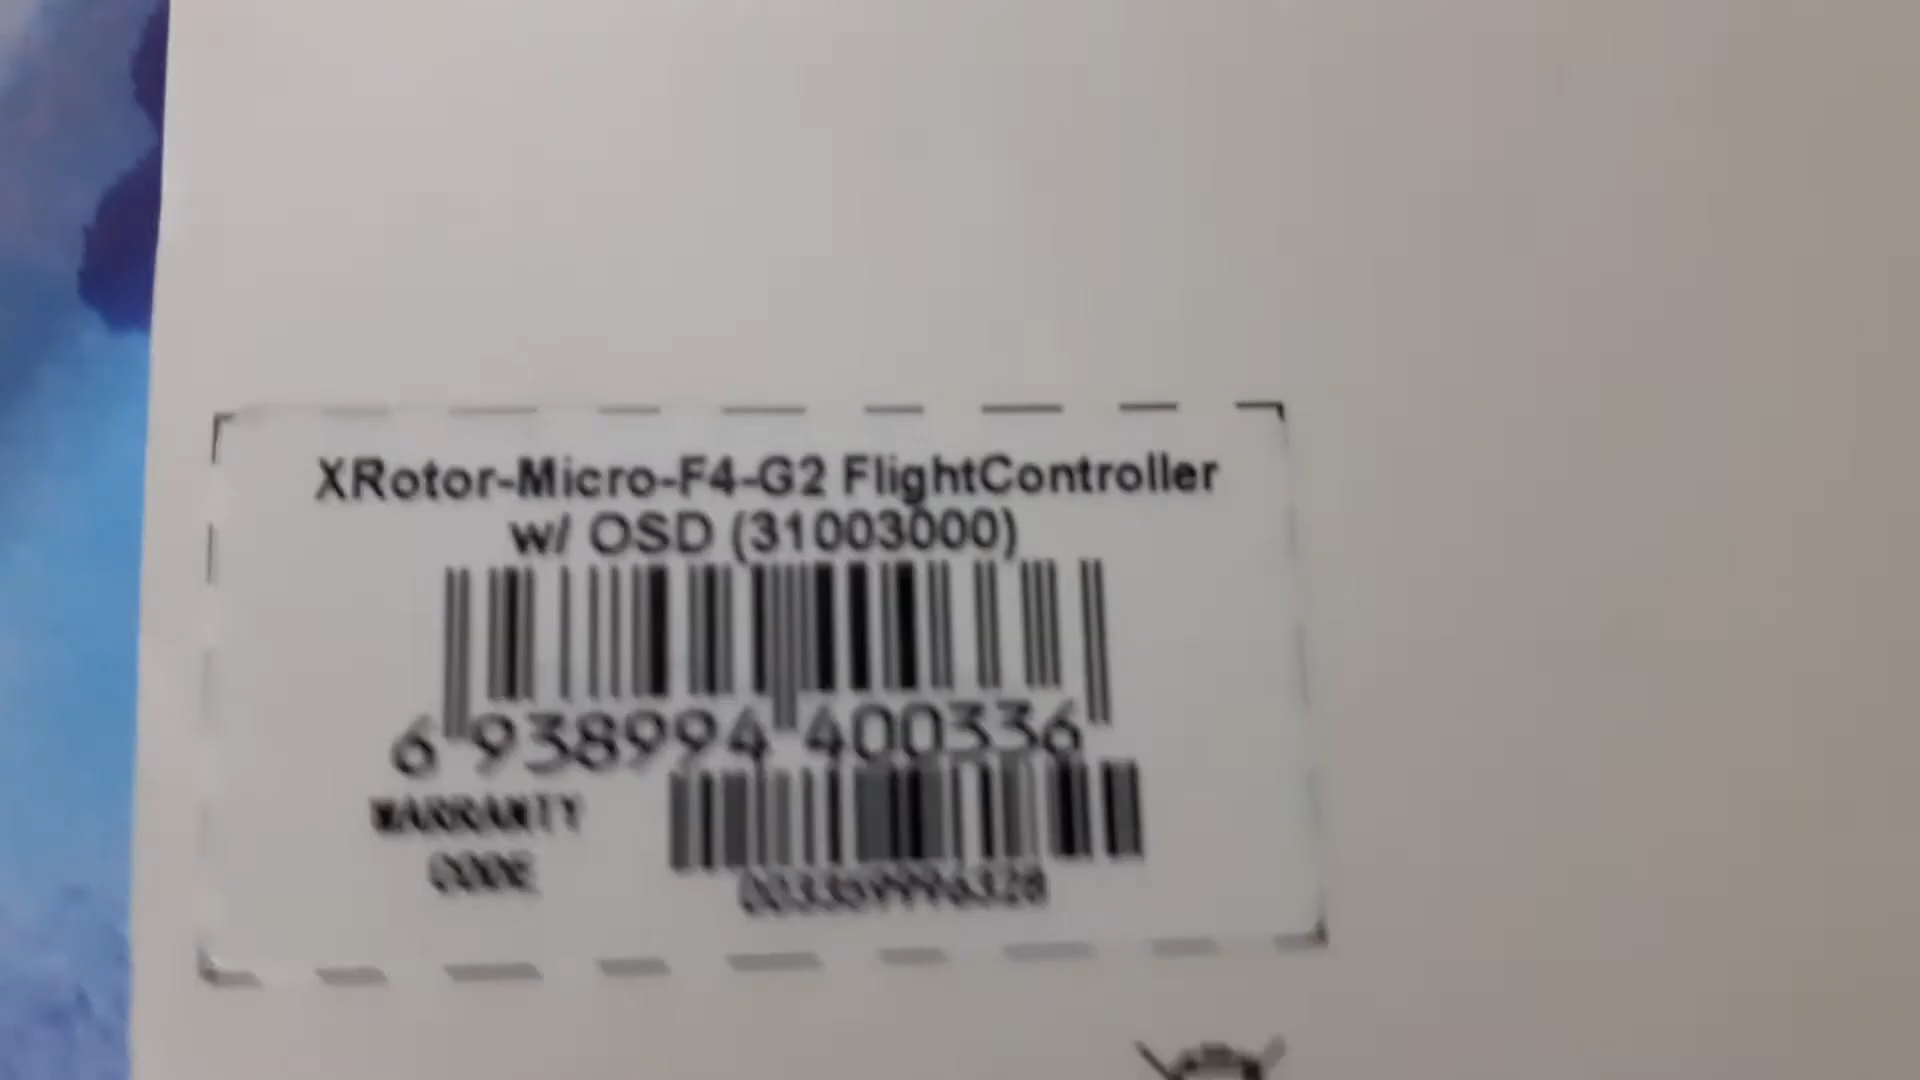 XRotor-Micro-F4-G2 FlightController
w/ OSD (31003000)
6 938994 400336
WARRANTY
CODE